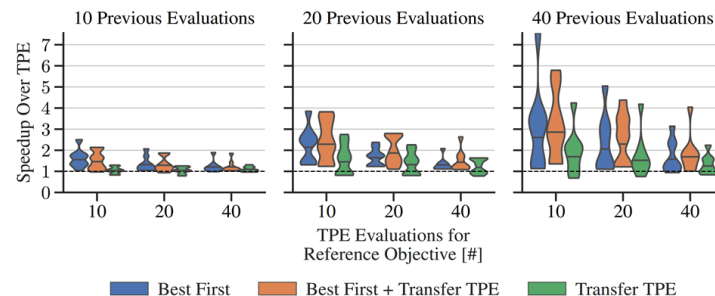 10 Previous Evaluations
20 Previous Evaluations
40 Previous Evaluations
Speedup Over TPE
7
6
5
4
3
2
1
0
10 20 40
10 20 40
10 20 40
TPE Evaluations for
Reference Objective [#]
Best First
Best First + Transfer TPE
Transfer TPE